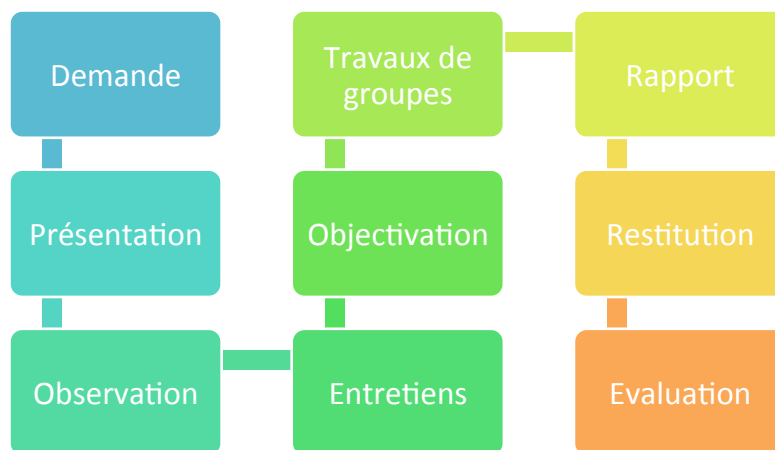 Demande
Présentation
Observation
Entretiens
Objectivation
Travaux de
groupes
Rapport
Restitution
Evaluation